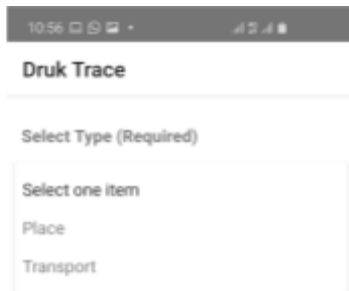 10:56
Druk Trace
Select Type (Required)
Select one item
Place
Transport